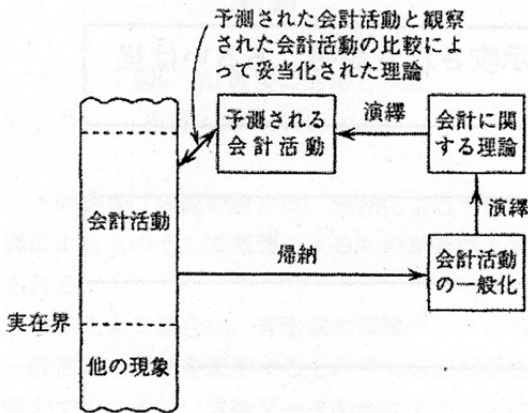 予測された会計活動と観察
された会計活動の比較によ
って妥当化された理論
予測される
会計活動
演繹
会計に関
する理論
演繹
会計活動
帰納
会計活動
の一般化
実在界
他の現象